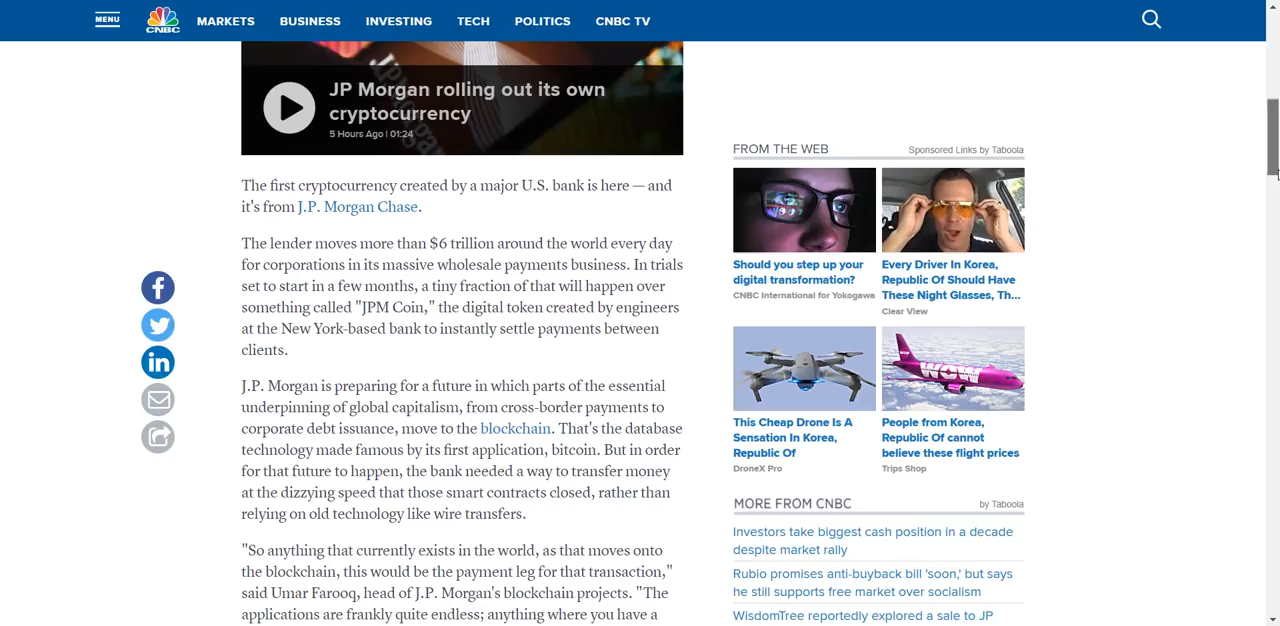 MENU
CNBC
MARKETS
BUSINESS
INVESTING
TECH
POLITICS
CNBC TV
JP Morgan rolling out its own
cryptocurrency
5 Hours Ago | 01:24
The first cryptocurrency created by a major U.S. bank is here — and
it's from J.P. Morgan Chase.
The lender moves more than $6 trillion around the world every day
for corporations in its massive wholesale payments business. In trials
set to start in a few months, a tiny fraction of that will happen over
something called "JPM Coin," the digital token created by engineers
at the New York-based bank to instantly settle payments between
clients.
J.P. Morgan is preparing for a future in which parts of the essential
underpinning of global capitalism, from cross-border payments to
corporate debt issuance, move to the blockchain. That's the database
technology made famous by its first application, bitcoin. But in order
for that future to happen, the bank needed a way to transfer money
at the dizzying speed that those smart contracts closed, rather than
relying on old technology like wire transfers.
"So anything that currently exists in the world, as that moves onto
the blockchain, this would be the payment leg for that transaction,"
said Umar Farooq, head of J.P. Morgan's blockchain projects. "The
applications are frankly quite endless; anything where you have a
FROM THE WEB
Sponsored Links by Taboola
Should you step up your
digital transformation?
CNBC International for Yokogawa
Every Driver In Korea,
Republic Of Should Have
These Night Glasses, Th...
Clear View
WOW
This Cheap Drone Is A
Sensation In Korea,
Republic Of
DroneX Pro
People from Korea,
Republic Of cannot
believe these flight prices
Trips Shop
MORE FROM CNBC
by Taboola
Investors take biggest cash position in a decade
despite market rally
Rubio promises anti-buyback bill 'soon,' but says
he still supports free market over socialism
WisdomTree reportedly explored a sale to JP